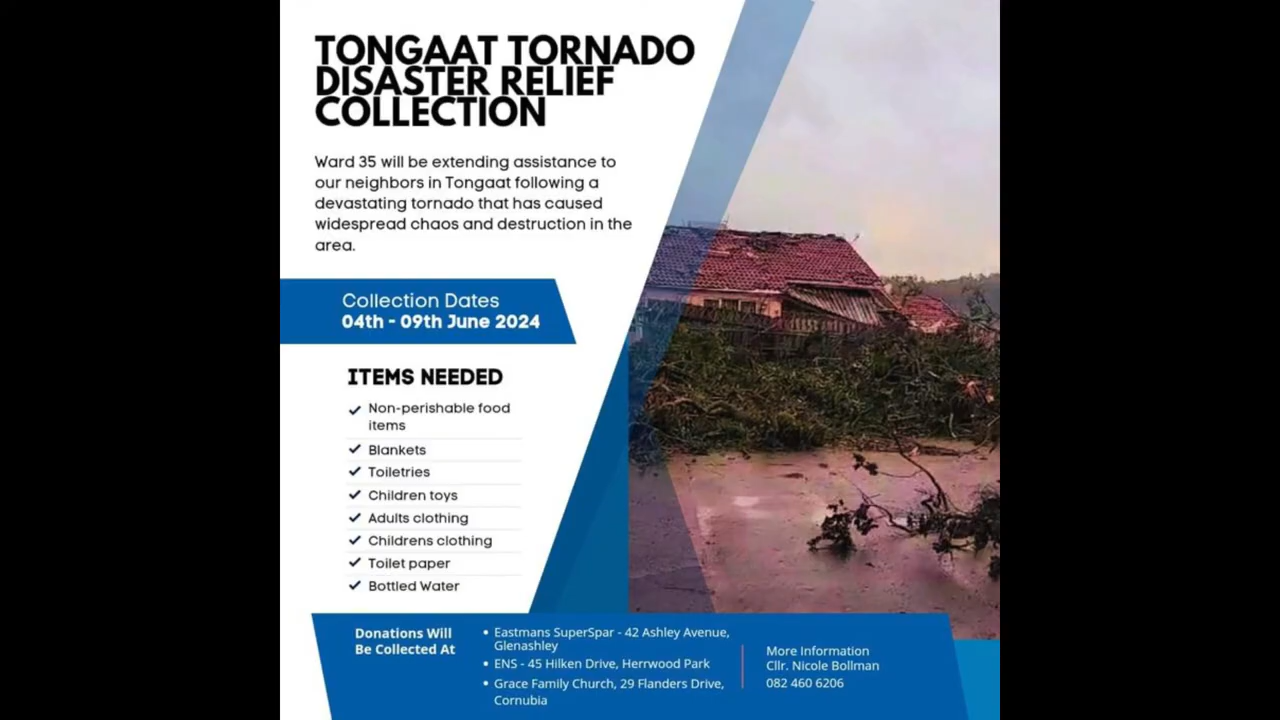 TONGAAT TORNADO
DISASTER RELIEF
COLLECTION
Ward 35 will be extending assistance to
our neighbors in Tongaat following a
devastating tornado that has caused
widespread chaos and destruction in the
area.
Collection Dates
04th - 09th June 2024
ITEMS NEEDED
Non-perishable food
items
Blankets
Toiletries
Children toys
Adults clothing
Childrens clothing
Toilet paper
Bottled Water
Donations Will
Be Collected At
Eastmans SuperSpar - 42 Ashley Avenue,
Glenashley
ENS - 45 Hilken Drive, Herrwood Park
Grace Family Church, 29 Flanders Drive,
Cornubia
More Information
Cllr. Nicole Bollman
082 460 6206